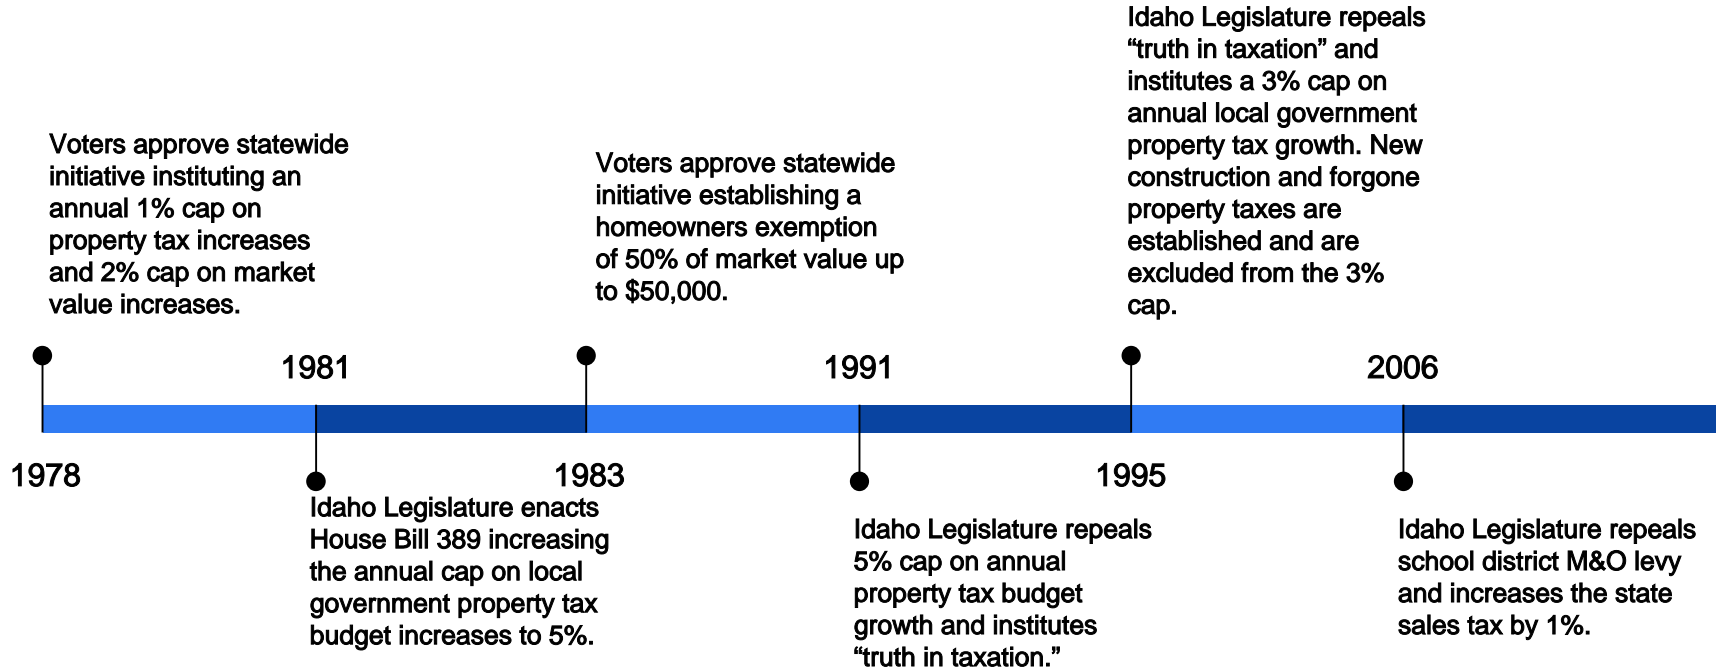 Voters approve statewide
initiative instituting an
annual 1% cap on
property tax increases
and 2% cap on market
value increases.
1978
1981
Idaho Legislature enacts
House Bill 389 increasing
the annual cap on local
government property tax
budget increases to 5%.
Voters approve statewide
initiative establishing a
homeowners exemption
of 50% of market value up
to $50,000.
1983
1991
Idaho Legislature repeals
5% cap on annual
property tax budget
growth and institutes
“truth in taxation.”
Idaho Legislature repeals
“truth in taxation” and
institutes a 3% cap on
annual local government
property tax growth. New
construction and forgone
property taxes are
established and are
excluded from the 3%
cap.
1995
2006
Idaho Legislature repeals
school district M&O levy
and increases the state
sales tax by 1%.